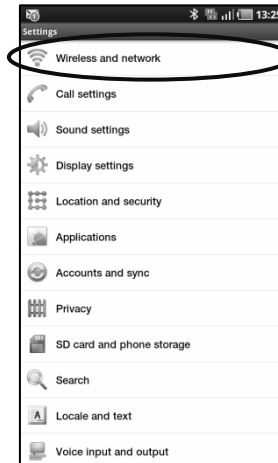 13:25
Settings
Wireless and network
Call settings
Sound settings
Display settings
Location and security
Applications
Accounts and sync
Privacy
SD card and phone storage
Search
A
Locale and text
Voice input and output